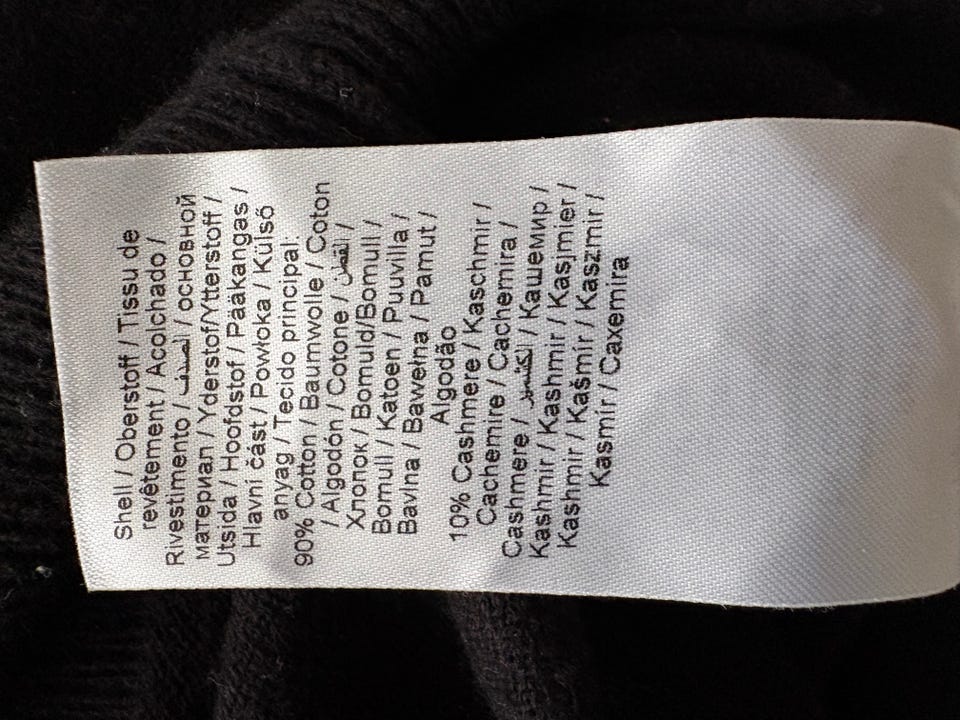 Shell / Oberstoff / Tissu de
revêtement / Acolchado /
Rivestimento / الصدف / основной
материал / Yderstof/Ytterstoff /
Utsida / Hoofdstof / Pääkangas /
Hlavní část / Powłoka / Külső
anyag / Tecido principal:
90% Cotton / Baumwolle / Coton
/ Algodón / Cotone / القطن /
Хлопок / Bomuld/Bomull /
Bomull / Katoen / Puuvilla /
Bavlna / Bawełna / Pamut /
Algodão
10% Cashmere / Kaschmir /
Cachemire / Cachemira /
Cashmere / الكشمير / Кашемир /
Kashmir / Kashmir / Kasjmier /
Kashmir / Kašmír / Kaszmir /
Kasmír / Caxemira